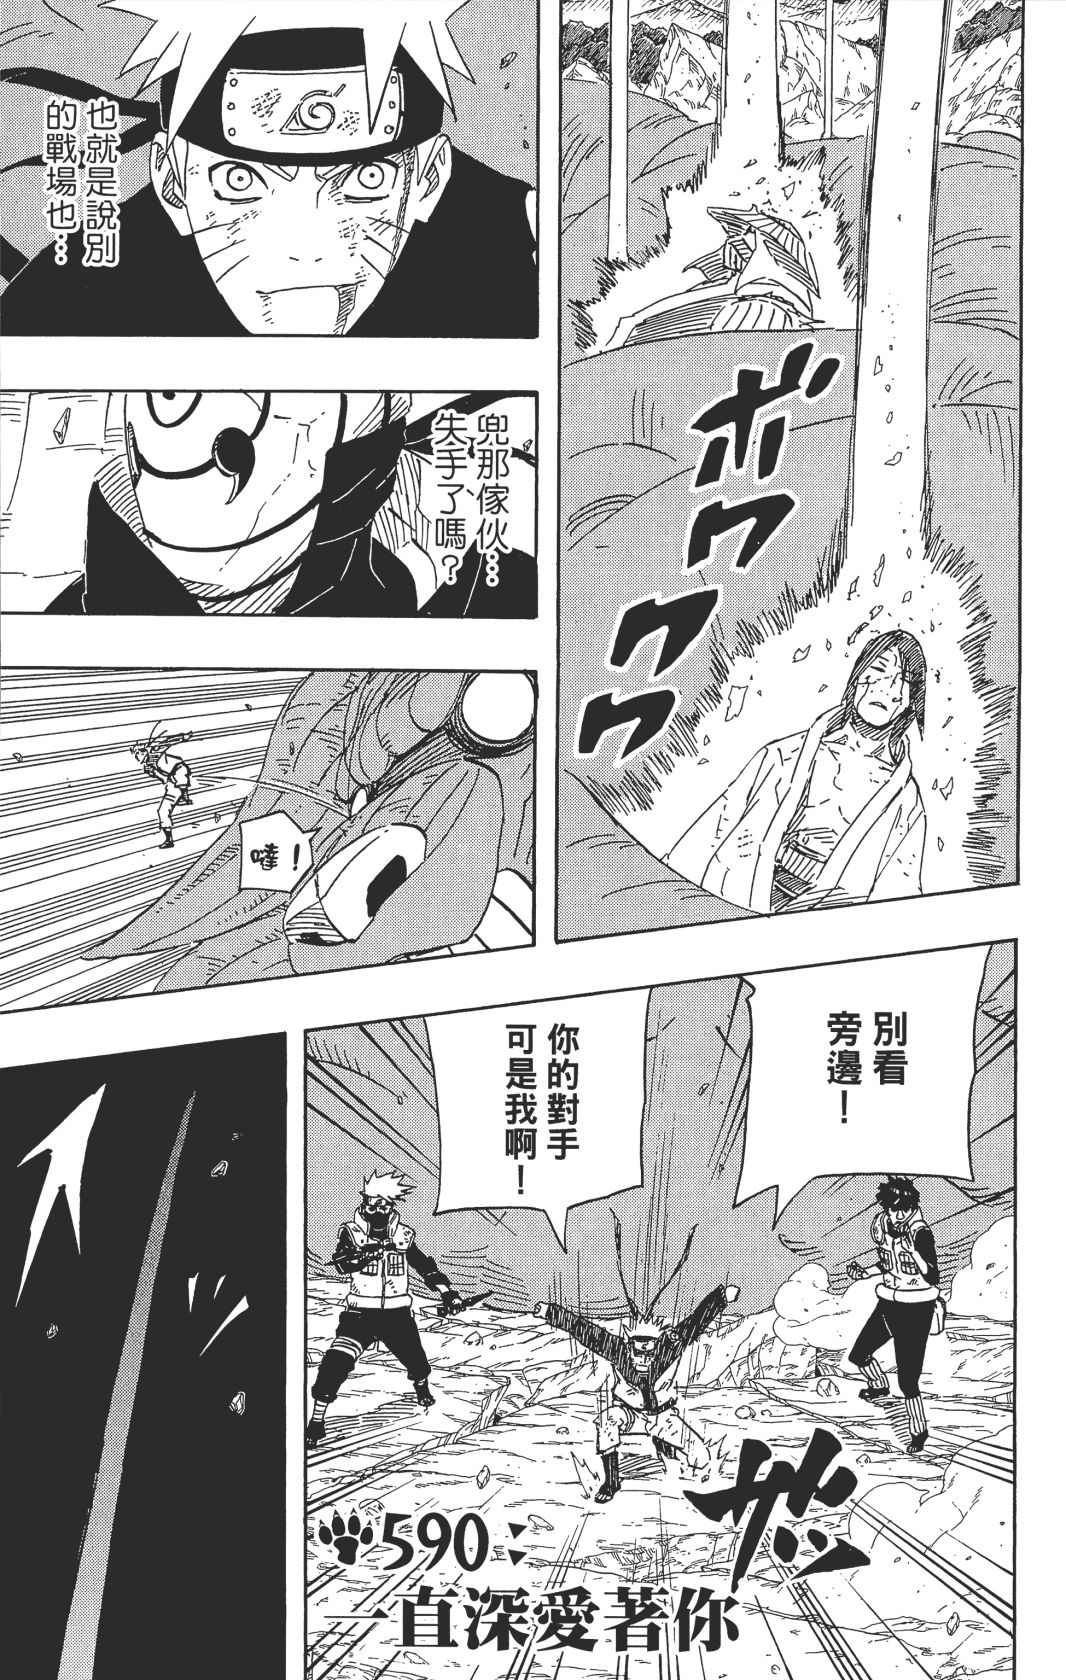 ボワワワ
也就是說別
的戰場也…
兜那傢伙…
失手了嗎？
噠！
別看
旁邊！
你的對手
可是我啊！
ザッ
590：
一直深愛著你